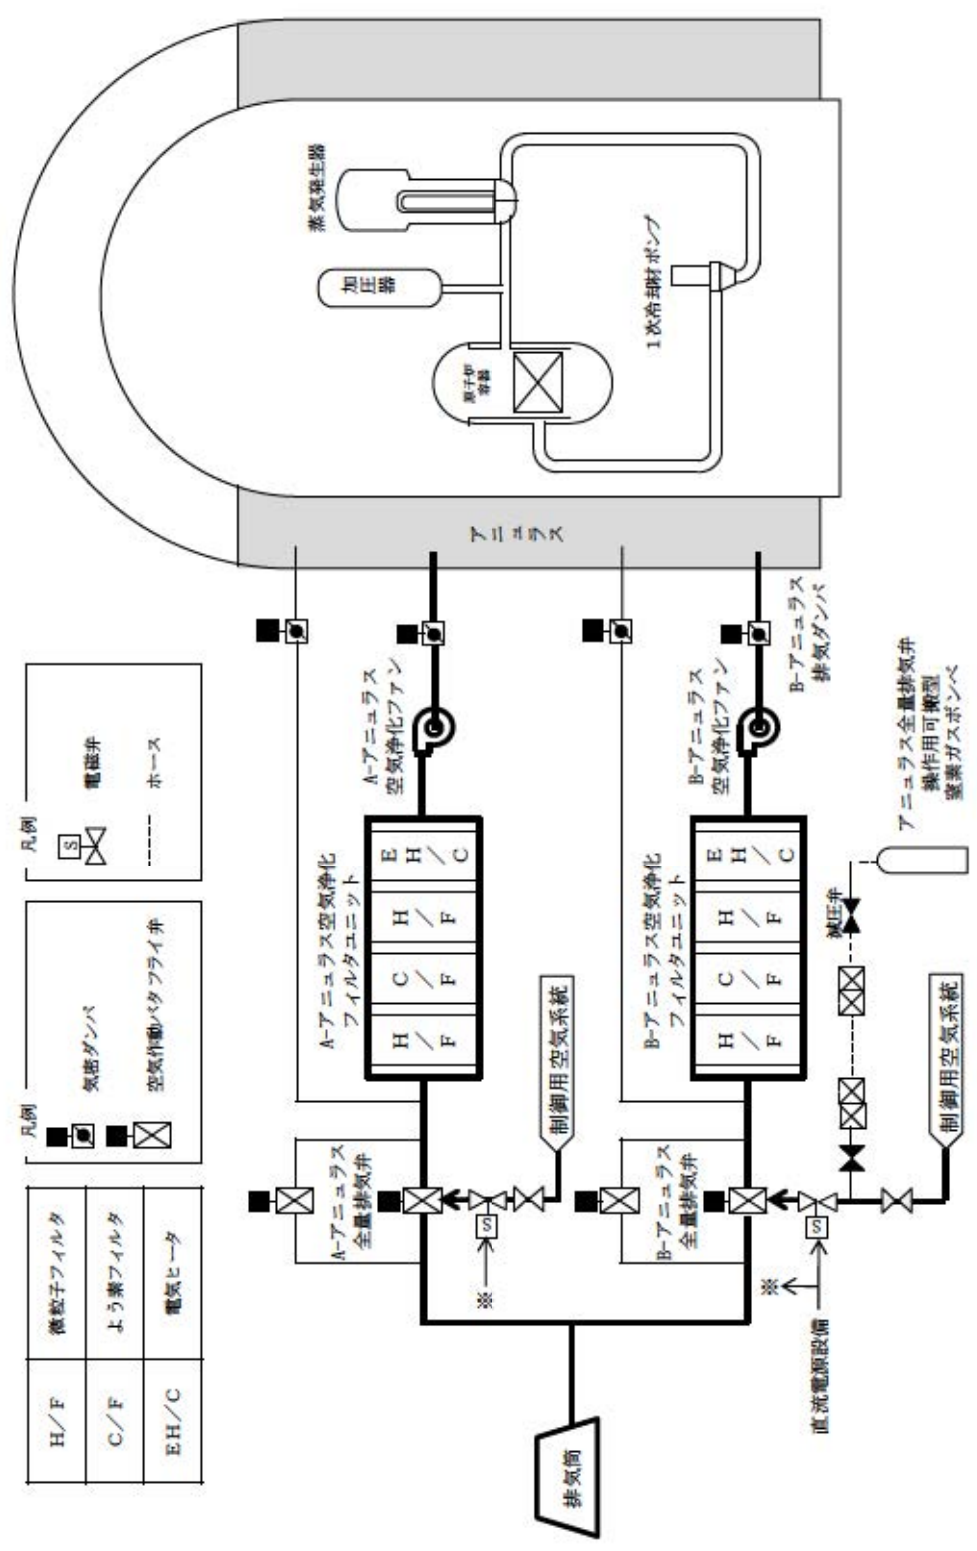 H/F
微粒子フィルタ
C/F
よう素フィルタ
EH/C
電気ヒータ
凡例
気密ダンパ
空気作動バタフライ弁
凡例
S
電磁弁
ホース
蒸気発生器
加圧器
原子炉
容器
1次冷却材ポンプ
アニュラス
A-アニュラス
空気浄化ファン
A-アニュラス空気浄化
フィルタユニット
H/F
C/F
H/F
EH/C
A-アニュラス
全量排気弁
S
※
制御用空気系統
B-アニュラス
排気ダンパ
B-アニュラス
空気浄化ファン
B-アニュラス空気浄化
フィルタユニット
H/F
C/F
H/F
EH/C
B-アニュラス
全量排気弁
S
※
直流電源設備
制御用空気系統
減圧弁
アニュラス全量排気弁
操作用可搬型
窒素ガスボンベ
排気筒